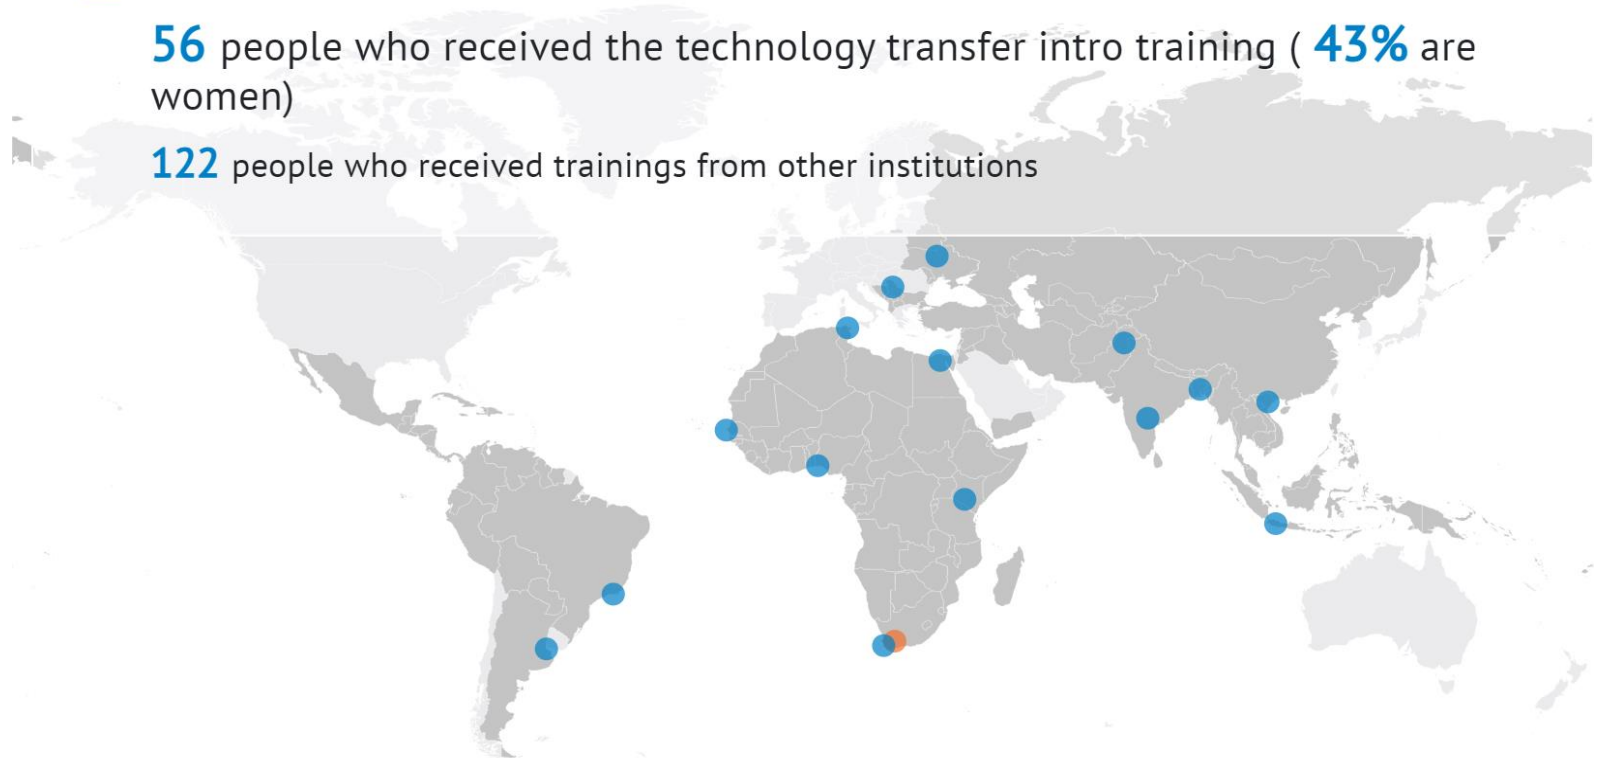 56 people who received the technology transfer intro training ( 43% are
women)
122 people who received trainings from other institutions